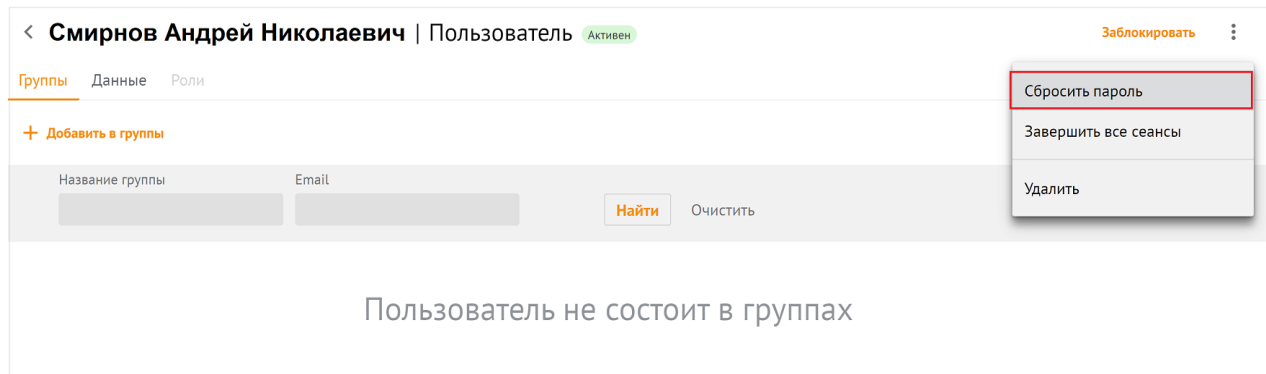 Смирнов Андрей Николаевич | Пользователь Активен Заблокировать
Группы Данные Роли
Сбросить пароль
Добавить в группы
Завершить все сеансы
Название группы Email
Удалить
Найти Очистить
Пользователь не состоит в группах